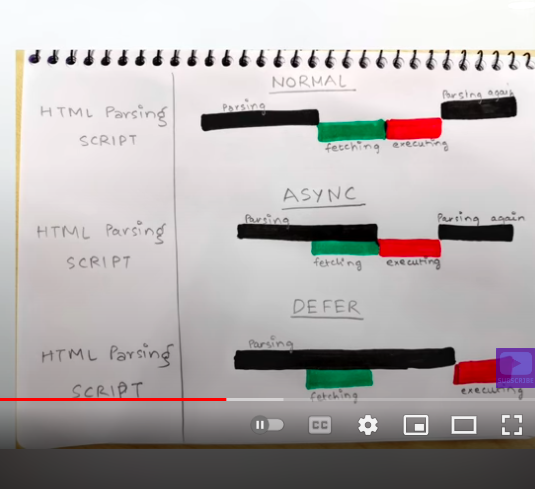 NORMAL
Parsing
Parsing again
HTML Parsing
SCRIPT
fetching
executing
ASYNC
Parsing
Parsing again
HTML Parsing
SCRIPT
fetching
executing
DEFER
Parsing
HTML Parsing
SCRIPT
fetching
executing
SUBSCRIBE
CC